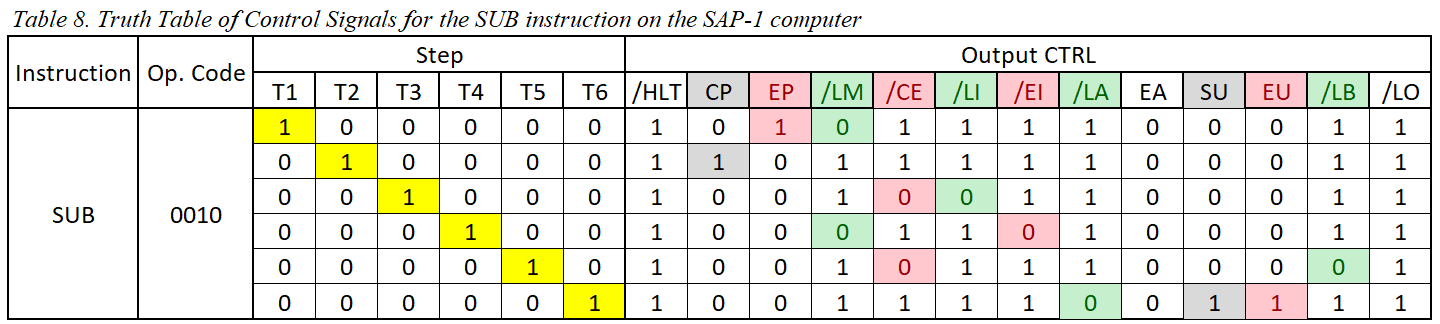 Table 8. Truth Table of Control Signals for the SUB instruction on the SAP-1 computer
Instruction Op. Code Step Output CTRL
T1 T2 T3 T4 T5 T6 /HLT CP EP /LM /CE /LI /EI /LA EA SU EU /LB /LO
SUB 0010
1 0 0 0 0 0 1 0 1 0 1 1 1 1 0 0 0 1 1
0 1 0 0 0 0 1 1 0 1 1 1 1 1 0 0 0 1 1
0 0 1 0 0 0 1 0 0 1 0 0 1 1 0 0 0 1 1
0 0 0 1 0 0 1 0 0 0 1 1 0 1 0 0 0 1 1
0 0 0 0 1 0 1 0 0 1 0 1 1 1 0 0 0 0 1
0 0 0 0 0 1 1 0 0 1 1 1 1 0 0 1 1 1 1